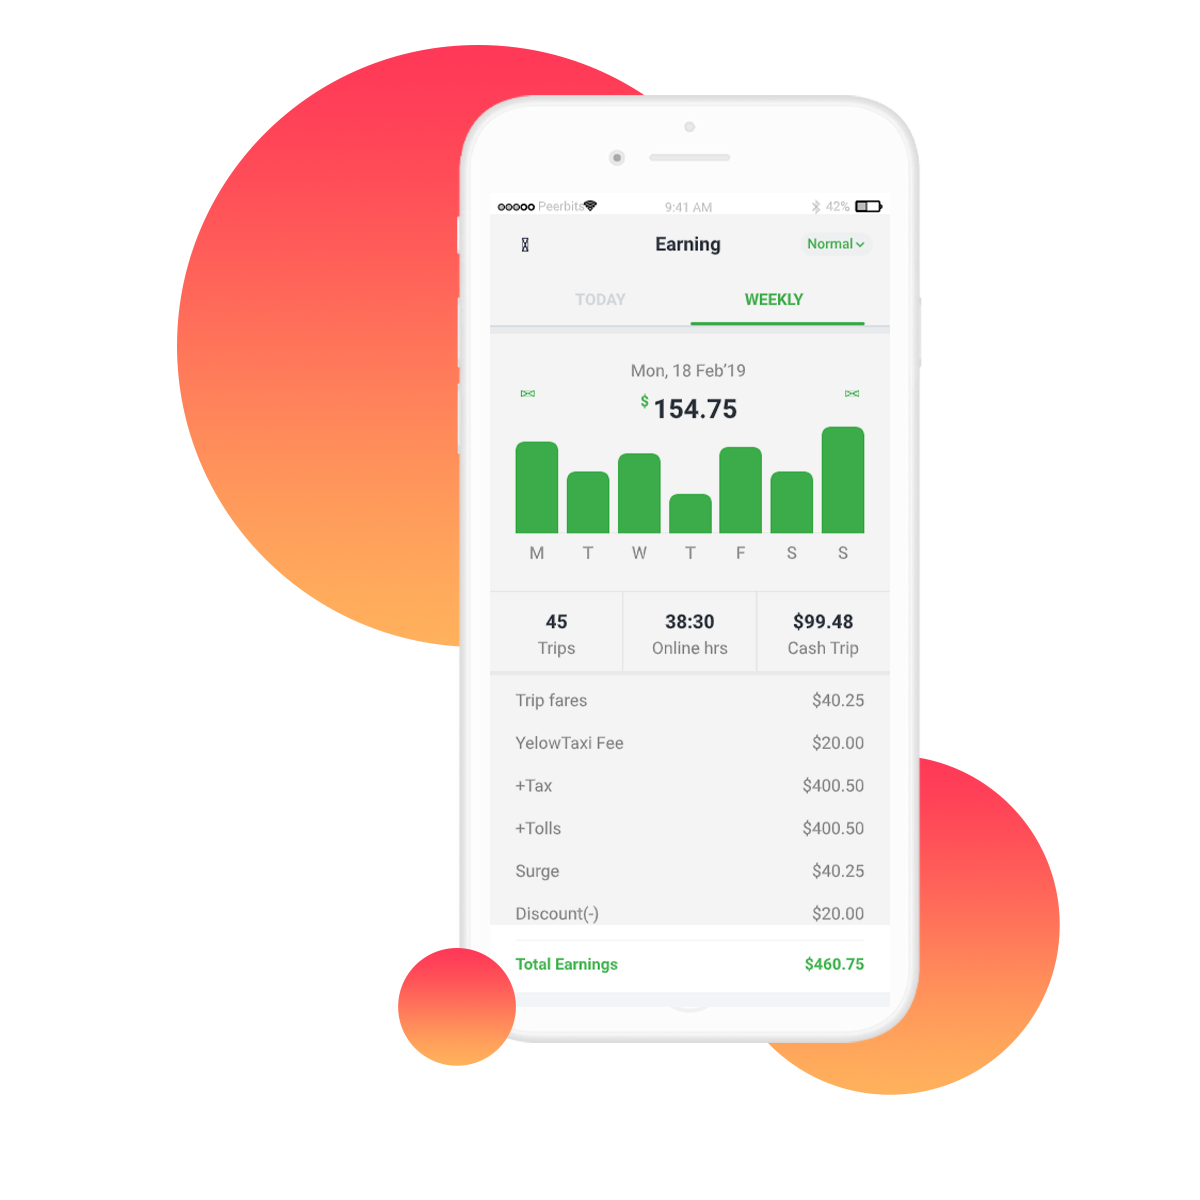 Peerbits 9:41 AM 42%
Earning Normal
TODAY WEEKLY
Mon, 18 Feb’19
$ 154.75
M T W T F S S
45 38:30 $99.48
Trips Online hrs Cash Trip
Trip fares $40.25
YelowTaxi Fee $20.00
+Tax $400.50
+Tolls $400.50
Surge $40.25
Discount(-) $20.00
Total Earnings $460.75